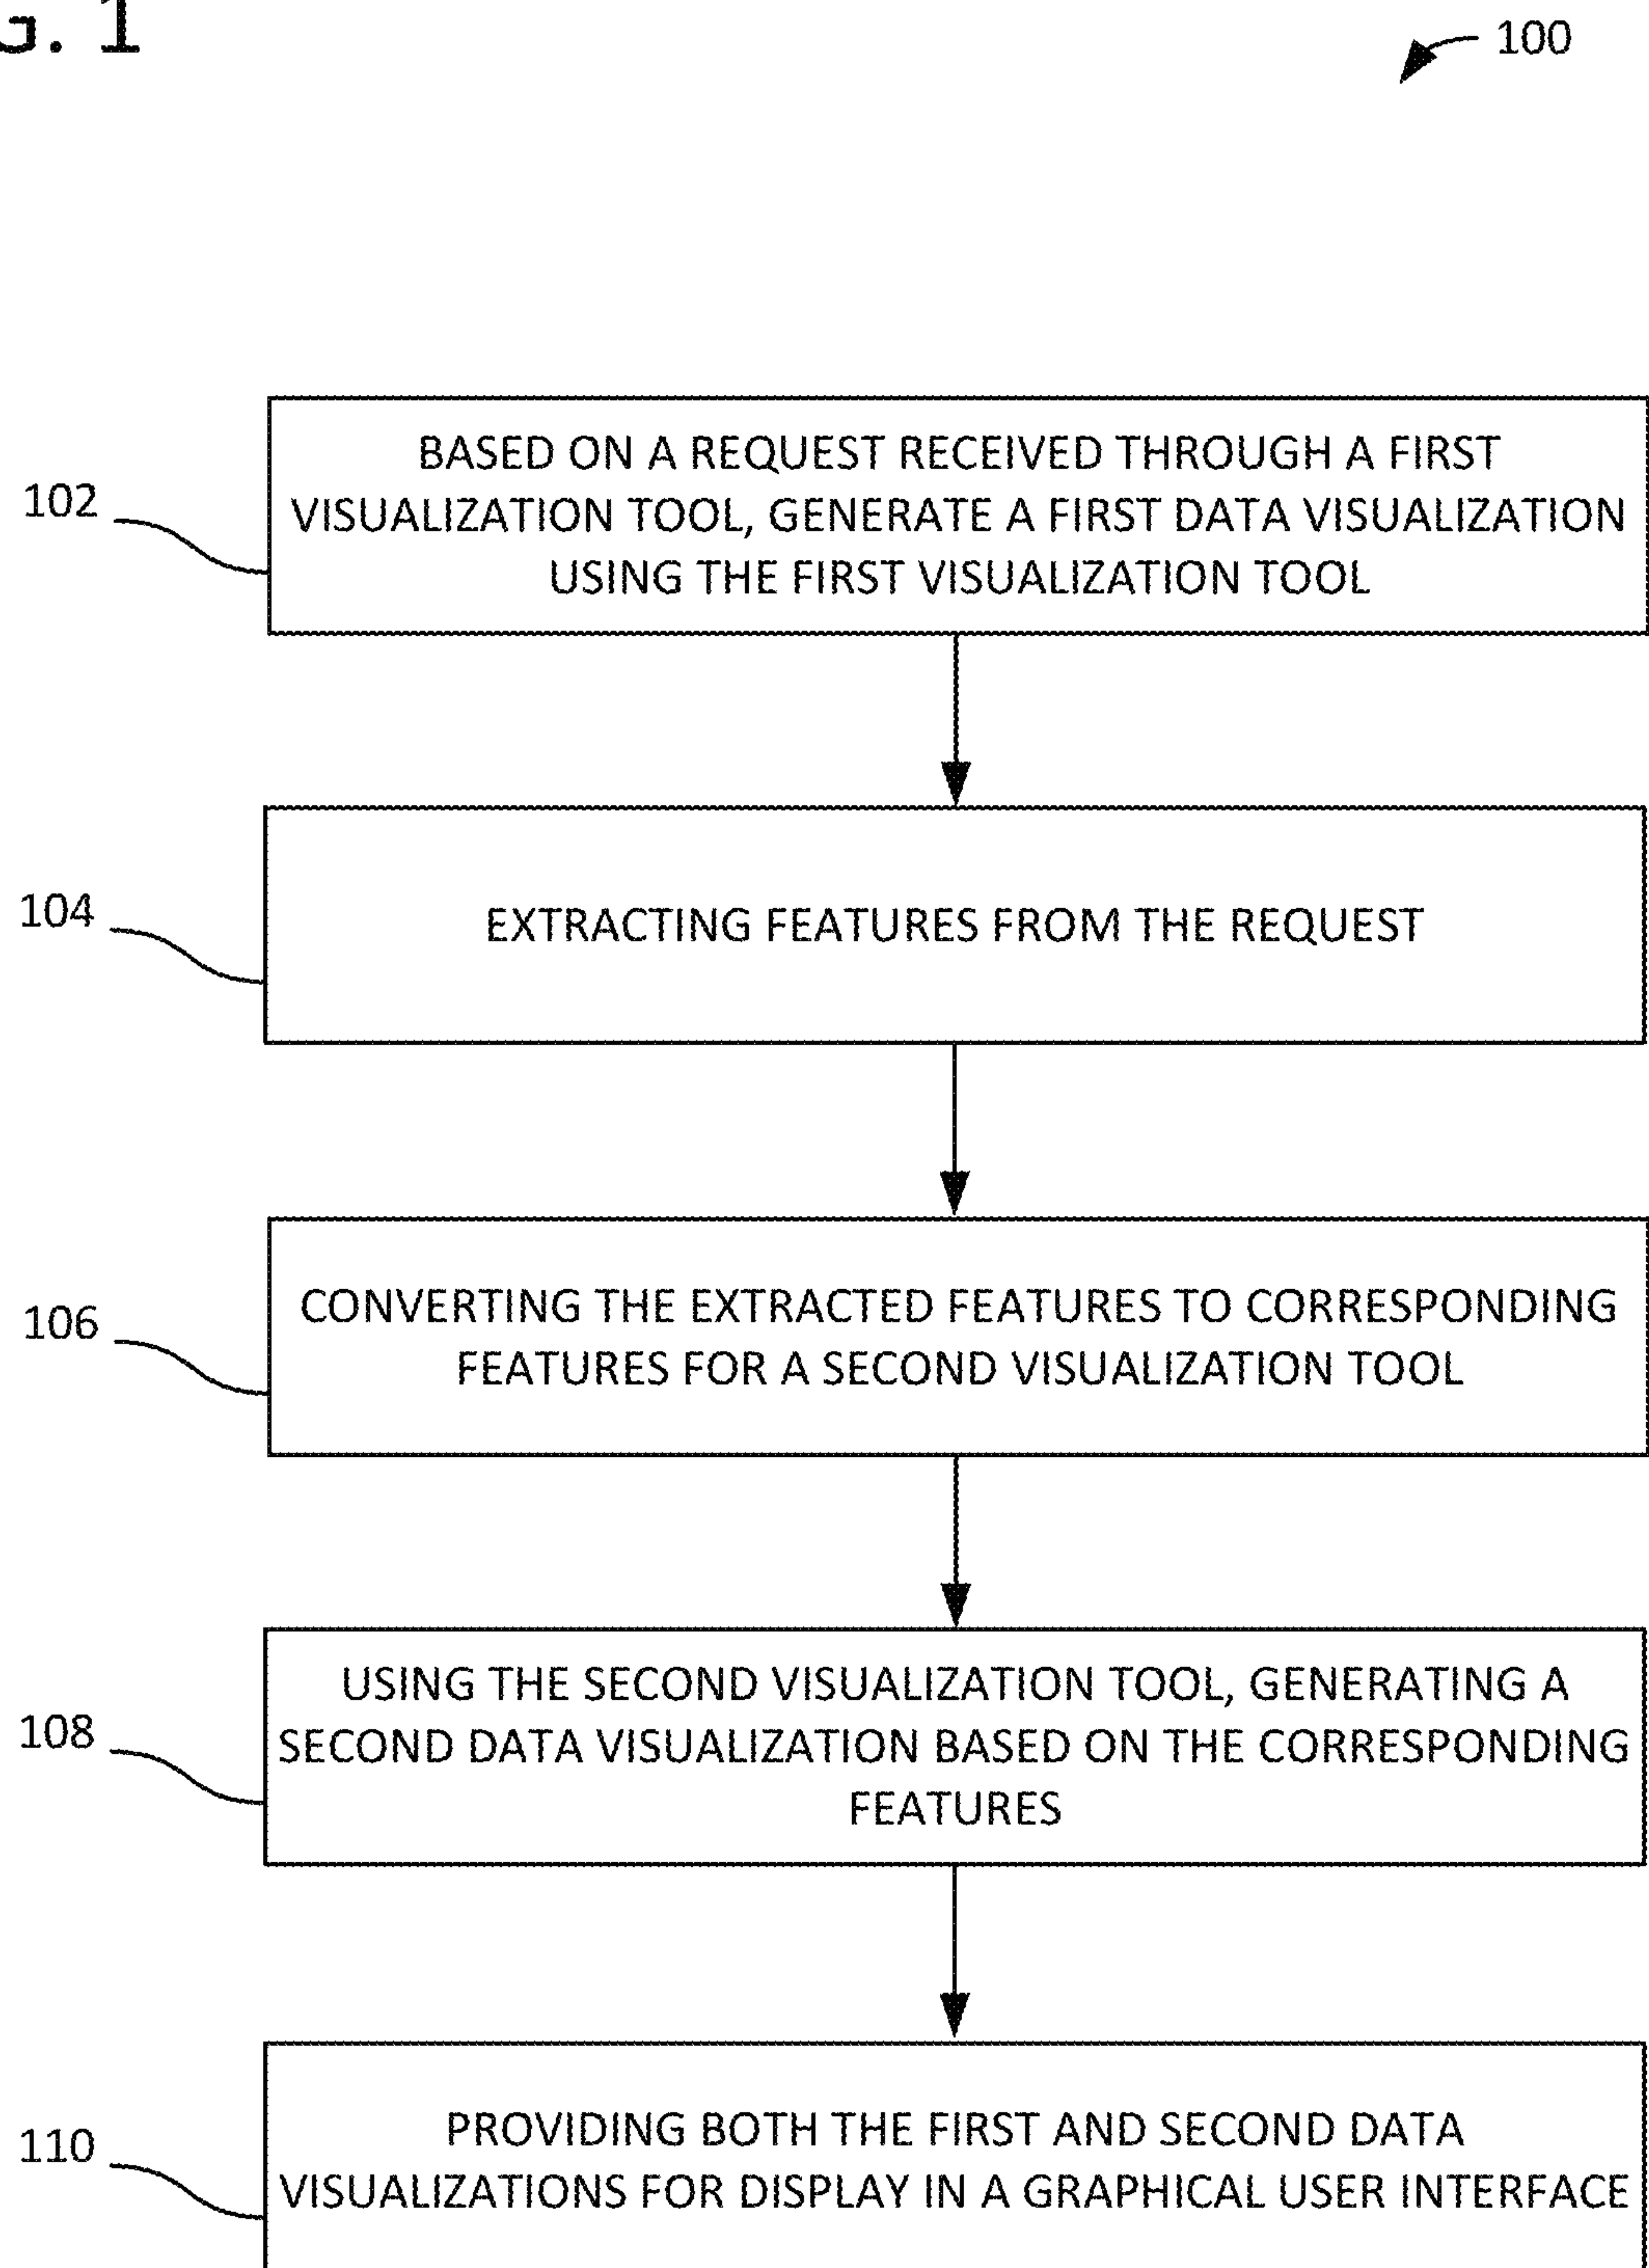 G. 1
100
102
BASED ON A REQUEST RECEIVED THROUGH A FIRST
VISUALIZATION TOOL, GENERATE A FIRST DATA VISUALIZATION
USING THE FIRST VISUALIZATION TOOL
104
EXTRACTING FEATURES FROM THE REQUEST
106
CONVERTING THE EXTRACTED FEATURES TO CORRESPONDING
FEATURES FOR A SECOND VISUALIZATION TOOL
108
USING THE SECOND VISUALIZATION TOOL, GENERATING A
SECOND DATA VISUALIZATION BASED ON THE CORRESPONDING
FEATURES
110
PROVIDING BOTH THE FIRST AND SECOND DATA
VISUALIZATIONS FOR DISPLAY IN A GRAPHICAL USER INTERFACE